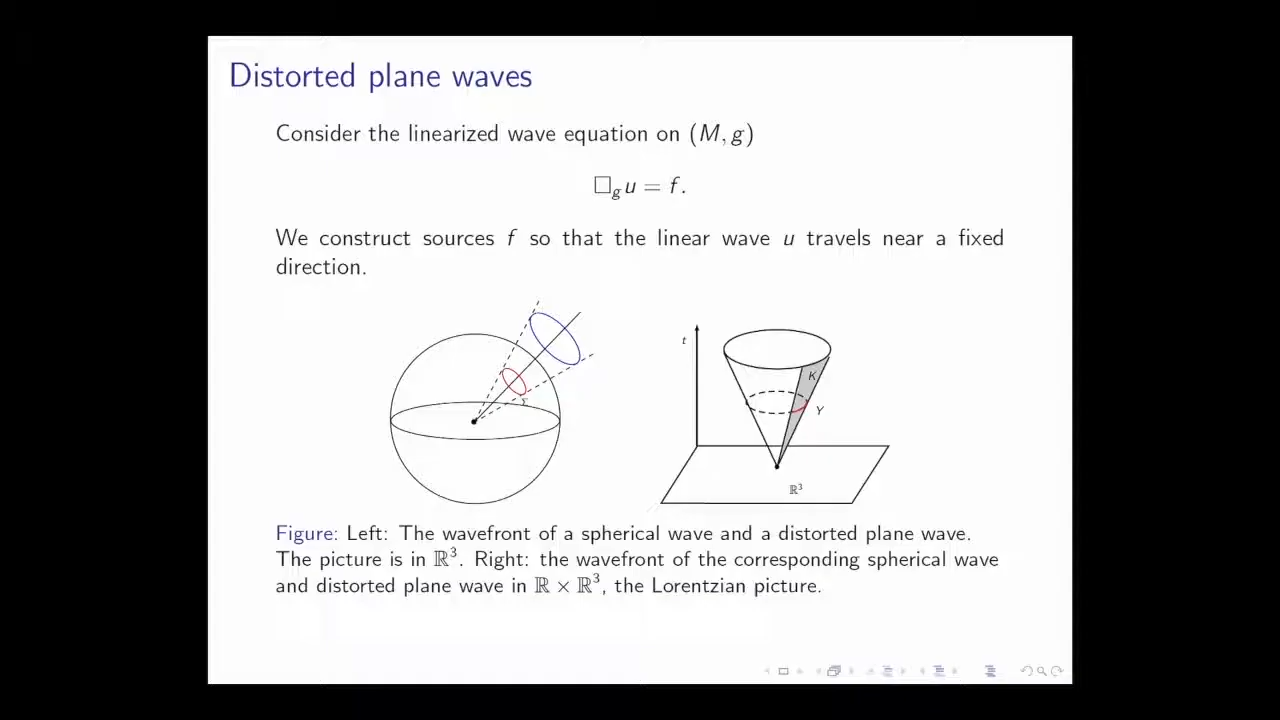 Distorted plane waves
Consider the linearized wave equation on (M, g)
□_g u = f.
We construct sources f so that the linear wave u travels near a fixed
direction.
t
K
Y
ℝ³
Figure: Left: The wavefront of a spherical wave and a distorted plane wave.
The picture is in ℝ³. Right: the wavefront of the corresponding spherical wave
and distorted plane wave in ℝ × ℝ³, the Lorentzian picture.